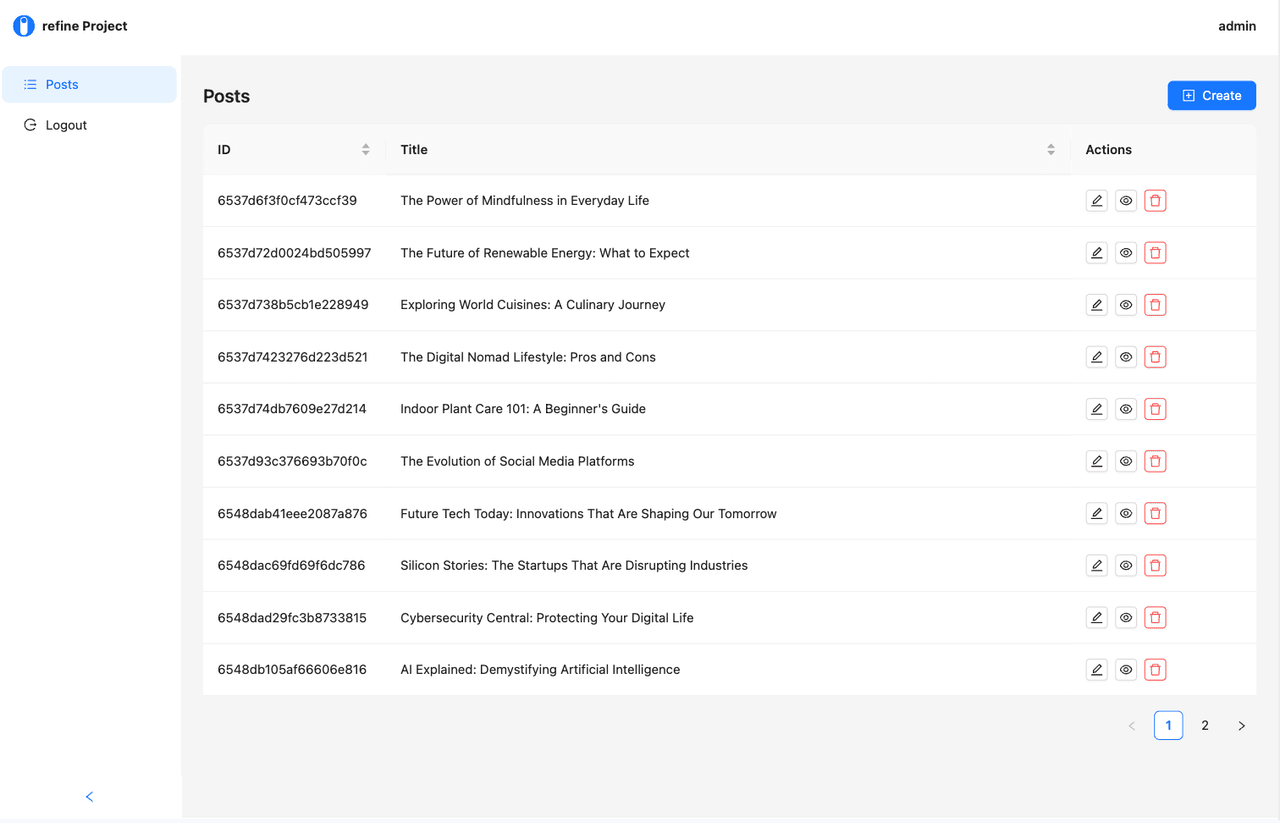 refine Project
admin
Posts
Logout
Posts
Create
ID Title Actions
6537d6f3f0cf473ccf39 The Power of Mindfulness in Everyday Life
6537d72d0024bd505997 The Future of Renewable Energy: What to Expect
6537d738b5cb1e228949 Exploring World Cuisines: A Culinary Journey
6537d7423276d223d521 The Digital Nomad Lifestyle: Pros and Cons
6537d74db7609e27d214 Indoor Plant Care 101: A Beginner's Guide
6537d93c376693b70f0c The Evolution of Social Media Platforms
6548dab41eee2087a876 Future Tech Today: Innovations That Are Shaping Our Tomorrow
6548dac69fd69f6dc786 Silicon Stories: The Startups That Are Disrupting Industries
6548dad29fc3b8733815 Cybersecurity Central: Protecting Your Digital Life
6548db105af66606e816 AI Explained: Demystifying Artificial Intelligence
1 2